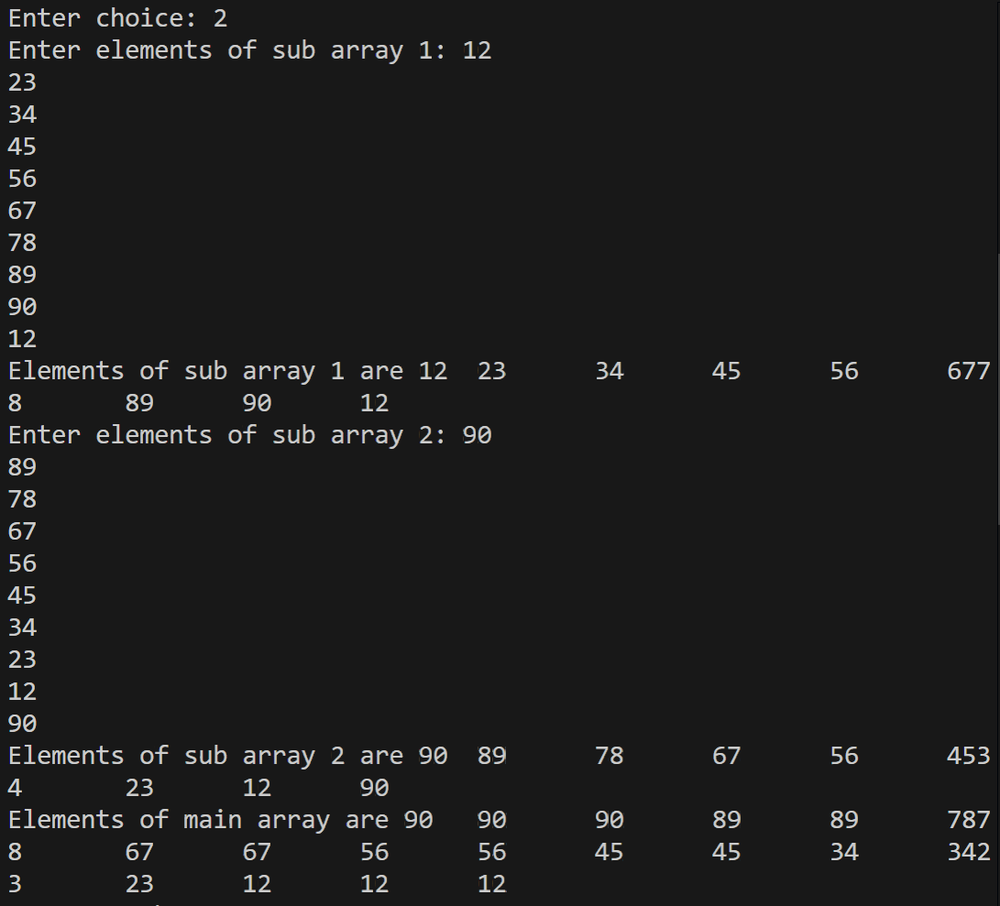 Enter choice: 2
Enter elements of sub array 1: 12
23
34
45
56
67
78
89
90
12
Elements of sub array 1 are 12  23      34      45      56      677
8       89      90      12
Enter elements of sub array 2: 90
89
78
67
56
45
34
23
12
90
Elements of sub array 2 are 90  89      78      67      56      453
4       23      12      90
Elements of main array are 90   90      90      89      89      787
8       67      67      56      56      45      45      34      342
3       23      12      12      12